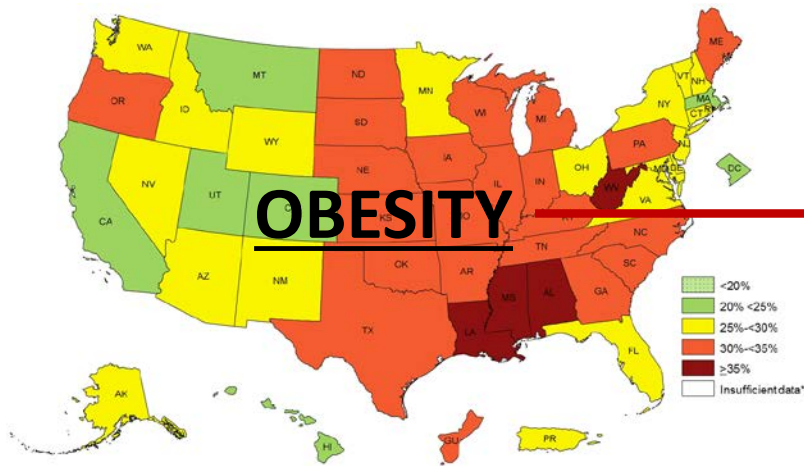 WA
MT
ND
MN
ME
OR
ID
SD
WI
MI
VT
NH
NY
MA
CT
WY
IA
PA
NJ
NV
UT
NE
IL
IN
OH
DC
CA
OBESITY
WV
VA
KS
KY
NC
AZ
NM
OK
AR
TN
SC
TX
LA
MS
AL
GA
FL
<20%
20% <25%
25%-<30%
30%-<35%
≥35%
Insufficient data*
AK
HI
GU
PR